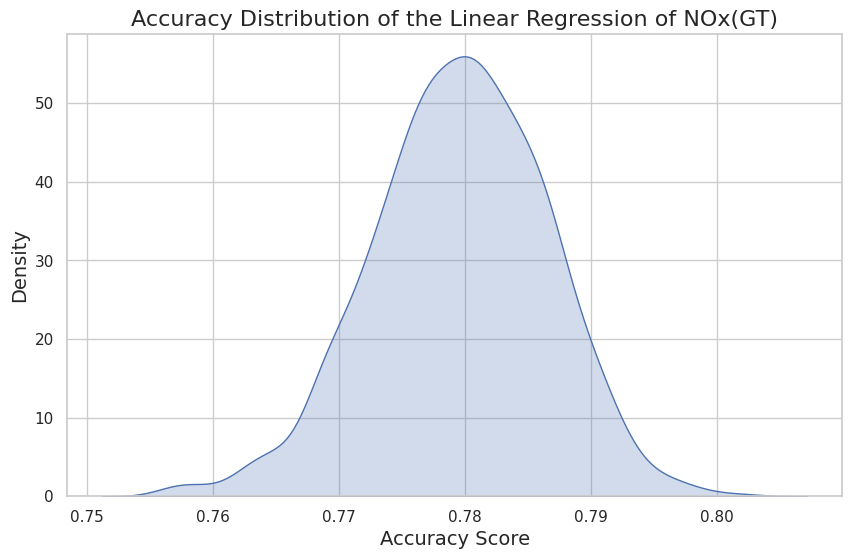 Accuracy Distribution of the Linear Regression of NOx(GT)
Density
50
40
30
20
10
0
0.75 0.76 0.77 0.78 0.79 0.80
Accuracy Score